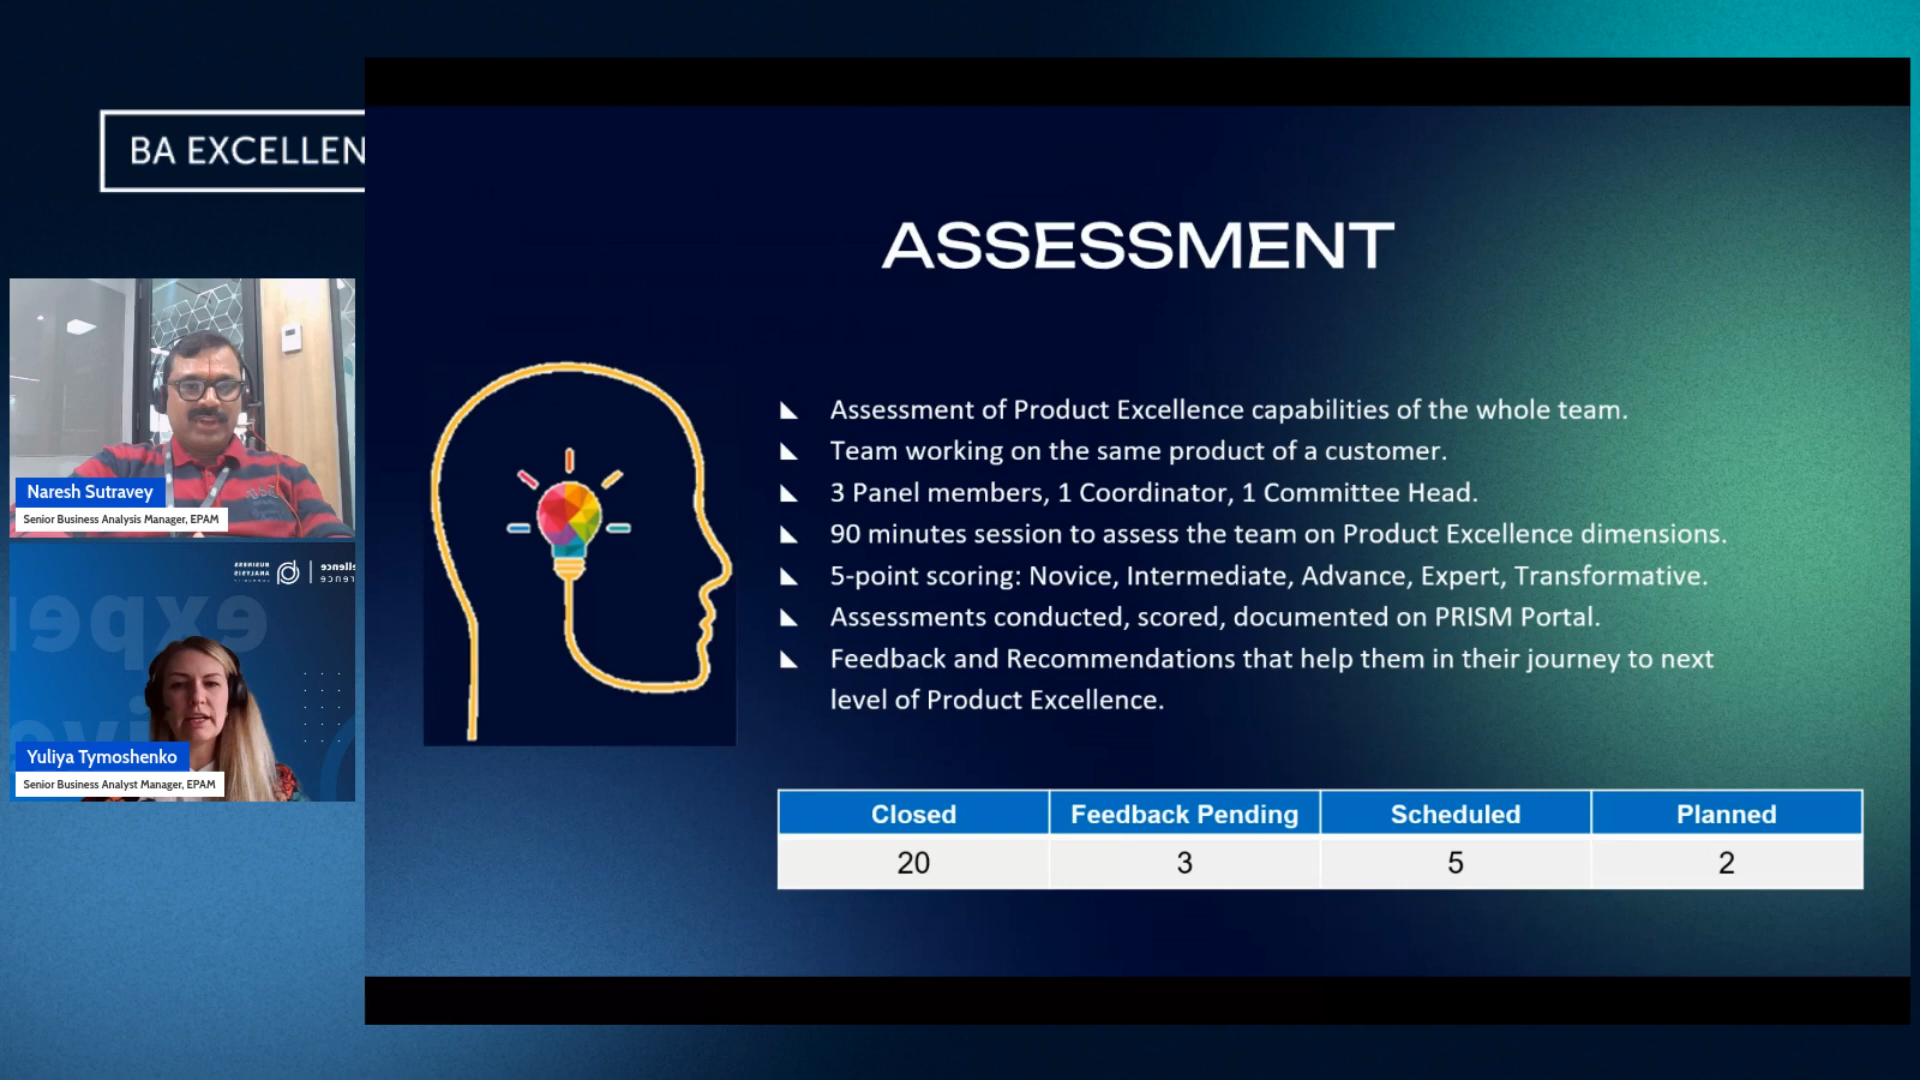 BA EXCELLEN
ASSESSMENT
Assessment of Product Excellence capabilities of the whole team.
Team working on the same product of a customer.
3 Panel members, 1 Coordinator, 1 Committee Head.
90 minutes session to assess the team on Product Excellence dimensions.
5-point scoring: Novice, Intermediate, Advance, Expert, Transformative.
Assessments conducted, scored, documented on PRISM Portal.
Feedback and Recommendations that help them in their journey to next
level of Product Excellence.
Closed Feedback Pending Scheduled Planned
20 3 5 2
Naresh Sutravey
Senior Business Analysis Manager, EPAM
BUSINESS
ANALYSIS
Yuliya Tymoshenko
Senior Business Analyst Manager, EPAM